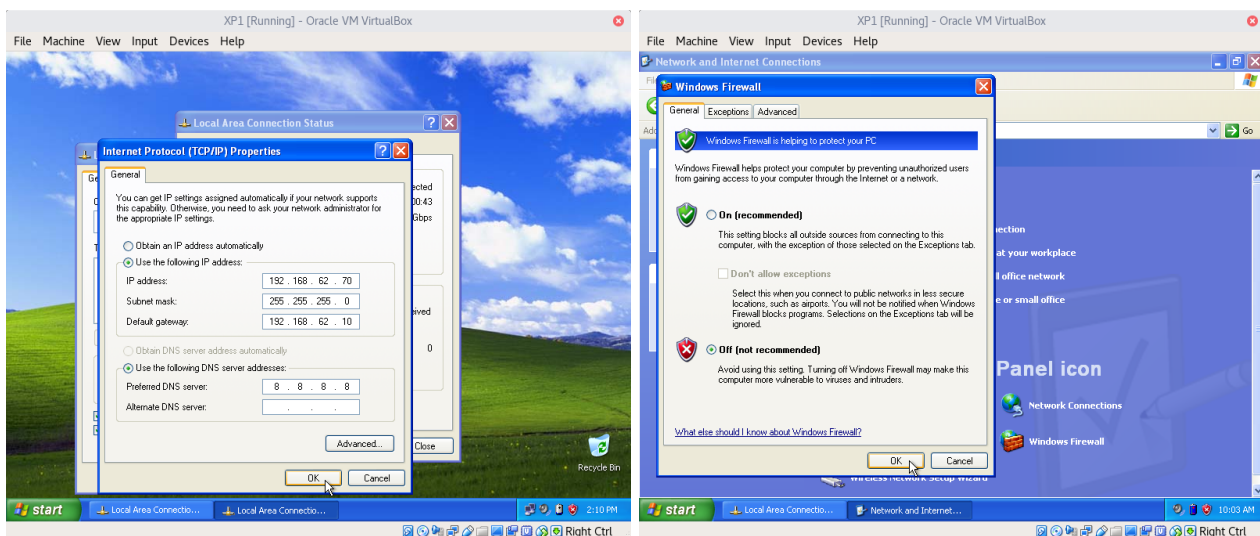 XP1 [Running] - Oracle VM VirtualBox
File Machine View Input Devices Help
Local Area Connection Status
Internet Protocol (TCP/IP) Properties
General
You can get IP settings assigned automatically if your network supports
this capability. Otherwise, you need to ask your network administrator for
the appropriate IP settings.
Obtain an IP address automatically
Use the following IP address:
IP address: 192 . 168 . 62 . 70
Subnet mask: 255 . 255 . 255 . 0
Default gateway: 192 . 168 . 62 . 10
Obtain DNS server address automatically
Use the following DNS server addresses:
Preferred DNS server: 8 . 8 . 8 . 8
Alternate DNS server: . . .
Advanced...
OK Cancel
0
Close
Recycle Bin
start
Local Area Connectio...
Local Area Connectio...
2:10 PM
Right Ctrl
XP1 [Running] - Oracle VM VirtualBox
File Machine View Input Devices Help
Network and Internet Connections
Windows Firewall
General Exceptions Advanced
Windows Firewall is helping to protect your PC
Windows Firewall helps protect your computer by preventing unauthorized users
from gaining access to your computer through the Internet or a network.
On (recommended)
This setting blocks all outside sources from connecting to this
computer, with the exception of those selected on the Exceptions tab.
Don't allow exceptions
Select this when you connect to public networks in less secure
locations, such as airports. You will not be notified when Windows
Firewall blocks programs. Selections on the Exceptions tab will be
ignored.
Off (not recommended)
Avoid using this setting. Turning off Windows Firewall may make this
computer more vulnerable to viruses and intruders.
What else should I know about Windows Firewall?
OK Cancel
Go
at your workplace
office network
or small office
Panel icon
Network Connections
Windows Firewall
Wireless Network Setup Wizard
start
Local Area Connectio...
Network and Internet...
10:03 AM
Right Ctrl